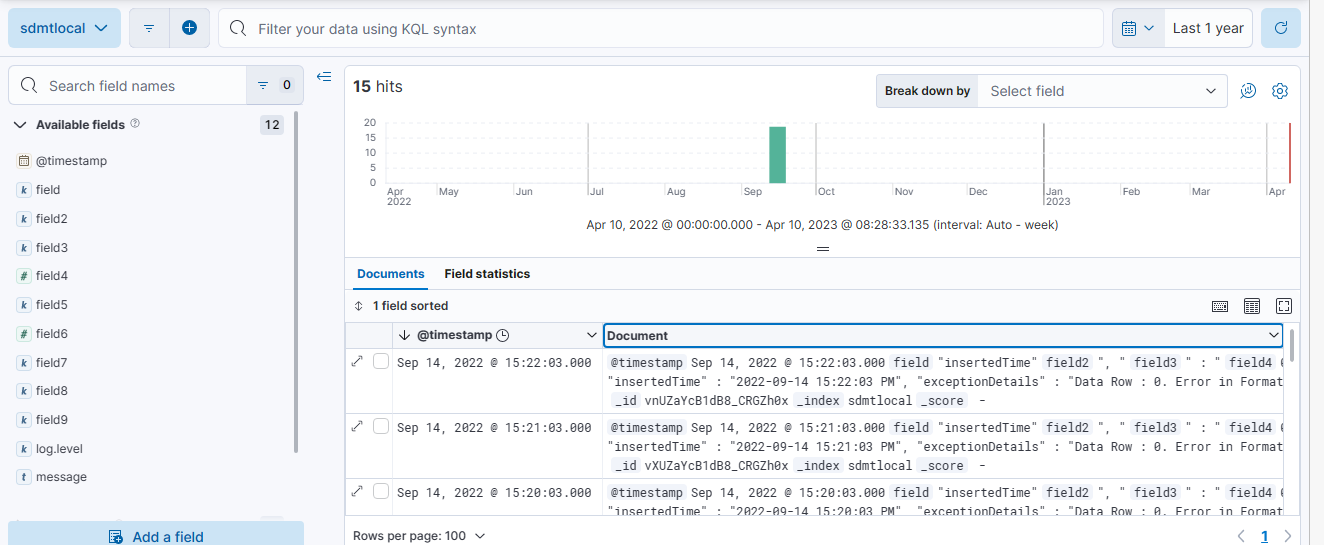 sdmtlocal
Filter your data using KQL syntax
Last 1 year
Search field names
0
Available fields
12
@timestamp
field
field2
field3
field4
field5
field6
field7
field8
field9
log.level
message
Add a field
15 hits
Break down by
Select field
20
15
10
5
0
Apr
2022
May
Jun
Jul
Aug
Sep
Oct
Nov
Dec
Jan
2023
Feb
Mar
Apr
Apr 10, 2022 @ 00:00:00.000 - Apr 10, 2023 @ 08:28:33.135 (interval: Auto - week)
Documents
Field statistics
1 field sorted
@timestamp
Document
Sep 14, 2022 @ 15:22:03.000
@timestamp Sep 14, 2022 @ 15:22:03.000 field "insertedTime" field2 ", " field3 " : " field4
"insertedTime" : "2022-09-14 15:22:03 PM", "exceptionDetails" : "Data Row : 0. Error in Format
_id vnUZaYcB1dB8_CRGZh0x _index sdmtlocal _score -
Sep 14, 2022 @ 15:21:03.000
@timestamp Sep 14, 2022 @ 15:21:03.000 field "insertedTime" field2 ", " field3 " : " field4
"insertedTime" : "2022-09-14 15:21:03 PM", "exceptionDetails" : "Data Row : 0. Error in Format
_id vXUZaYcB1dB8_CRGZh0x _index sdmtlocal _score -
Sep 14, 2022 @ 15:20:03.000
@timestamp Sep 14, 2022 @ 15:20:03.000 field "insertedTime" field2 ", " field3 " : " field4
"insertedTime" : "2022-09-14 15:20:03 PM", "exceptionDetails" : "Data Row : 0. Error in Format
Rows per page: 100
1